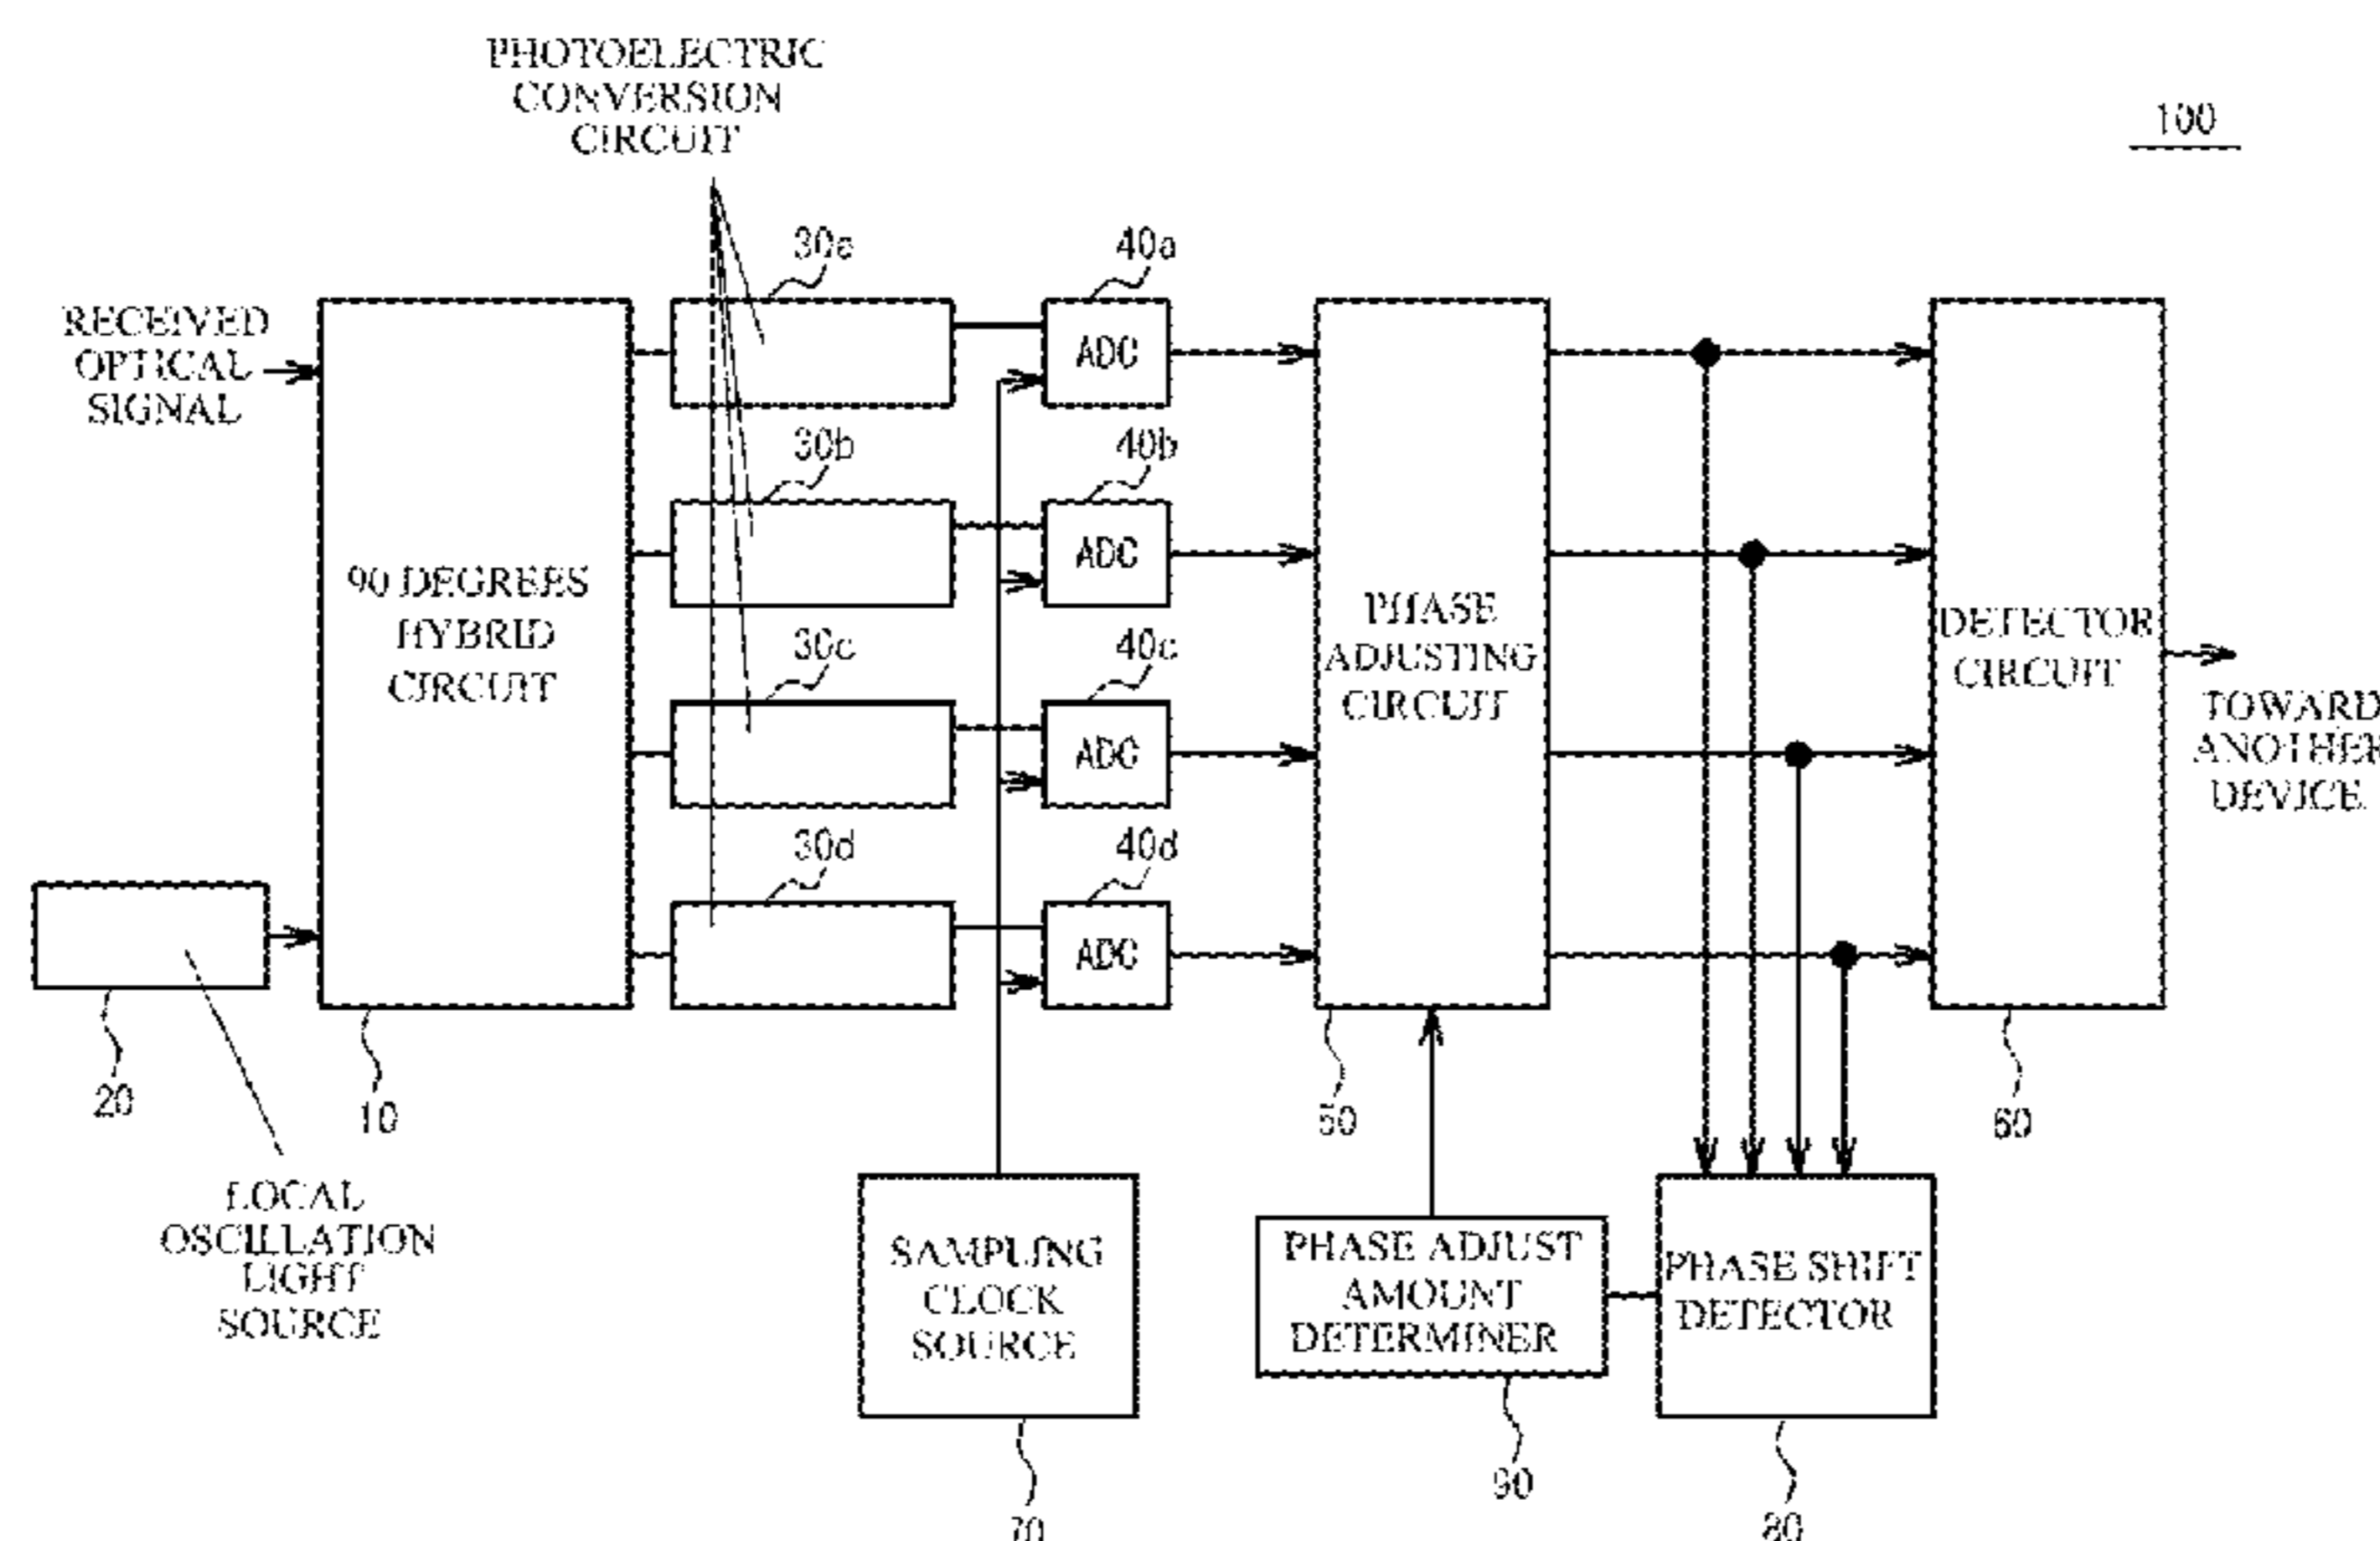 PHOTOELECTRIC
CONVERSION
CIRCUIT
100
30a
40a
RECEIVED
OPTICAL
SIGNAL
ADC
30b
40b
ADC
90 DEGREES
HYBRID
CIRCUIT
PHASE
ADJUSTING
CIRCUIT
DETECTOR
CIRCUIT
30c
40c
ADC
TOWARD
ANOTHER
DEVICE
30d
40d
ADC
20
10
50
60
LOCAL
OSCILLATION
LIGHT
SOURCE
SAMPLING
CLOCK
SOURCE
PHASE ADJUST
AMOUNT
DETERMINER
PHASE SHIFT
DETECTOR
90
70
80